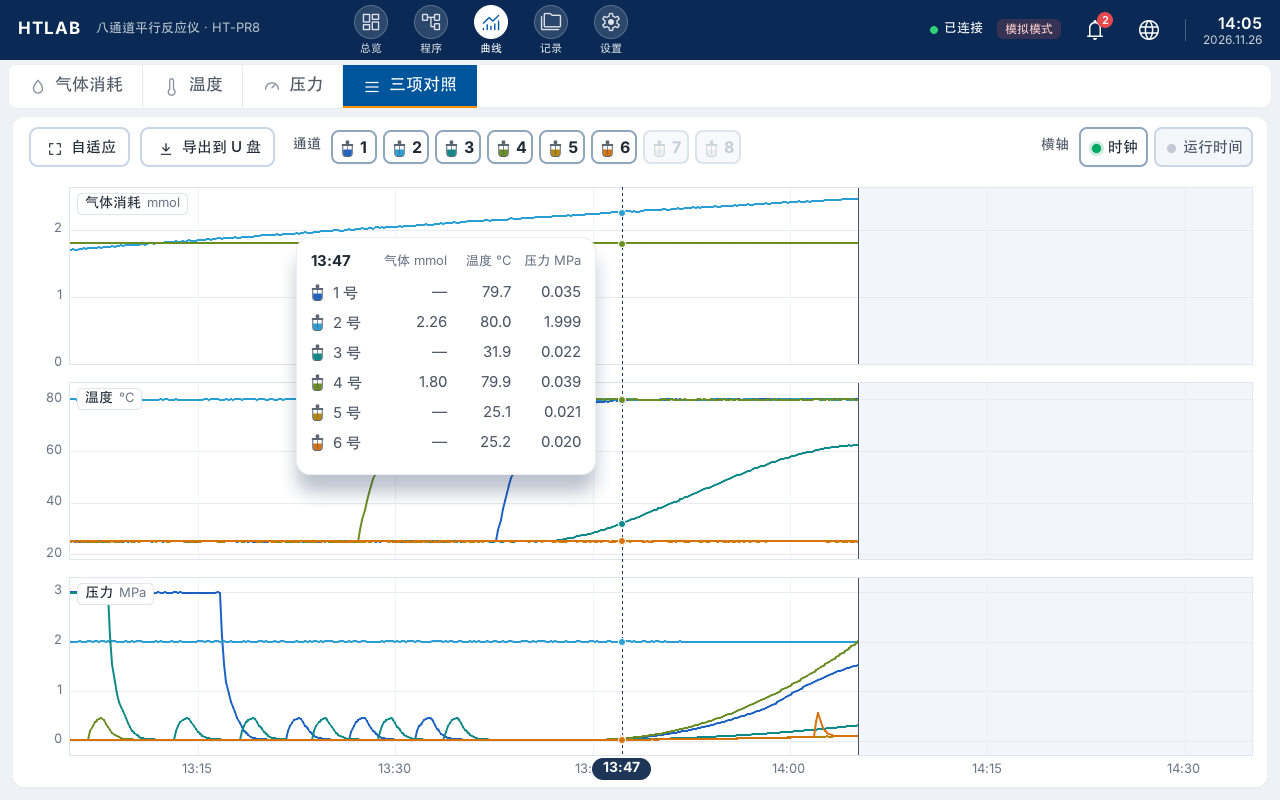 HTLAB 八通道平行反应仪 · HT-PR8
总览 程序 曲线 记录 设置
已连接 模拟模式 2 14:05
2026.11.26
气体消耗 温度 压力 三项对照
自适应 导出到 U 盘 通道 1 2 3 4 5 6 7 8 横轴 时钟 运行时间
气体消耗 mmol
2
1
0
13:47 气体 mmol 温度 °C 压力 MPa
1 号 — 79.7 0.035
2 号 2.26 80.0 1.999
3 号 — 31.9 0.022
4 号 1.80 79.9 0.039
5 号 — 25.1 0.021
6 号 — 25.2 0.020
温度 °C
80
60
40
20
压力 MPa
3
2
1
0
13:15 13:30 13:47 14:00 14:15 14:30